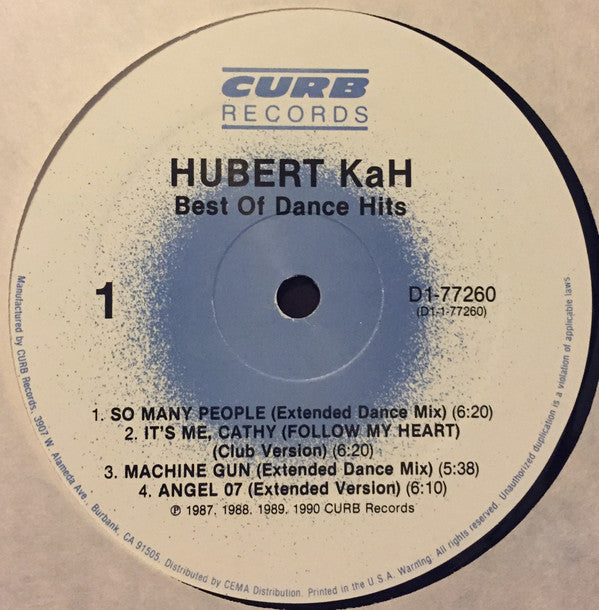 CURB
RECORDS
HUBERT KaH
Best Of Dance Hits
1
D1-77260
(D1-1-77260)
1. SO MANY PEOPLE (Extended Dance Mix) (6:20)
2. IT'S ME, CATHY (FOLLOW MY HEART)
(Club Version) (6:20)
3. MACHINE GUN (Extended Dance Mix) (5:38)
4. ANGEL 07 (Extended Version) (6:10)
℗ 1987, 1988, 1989, 1990 CURB Records
Manufactured by CURB Records, 3907 W. Alameda Ave., Burbank, CA 91505. Distributed by CEMA Distribution. Printed in the U.S.A. Warning: All rights reserved. Unauthorized duplication is a violation of applicable laws